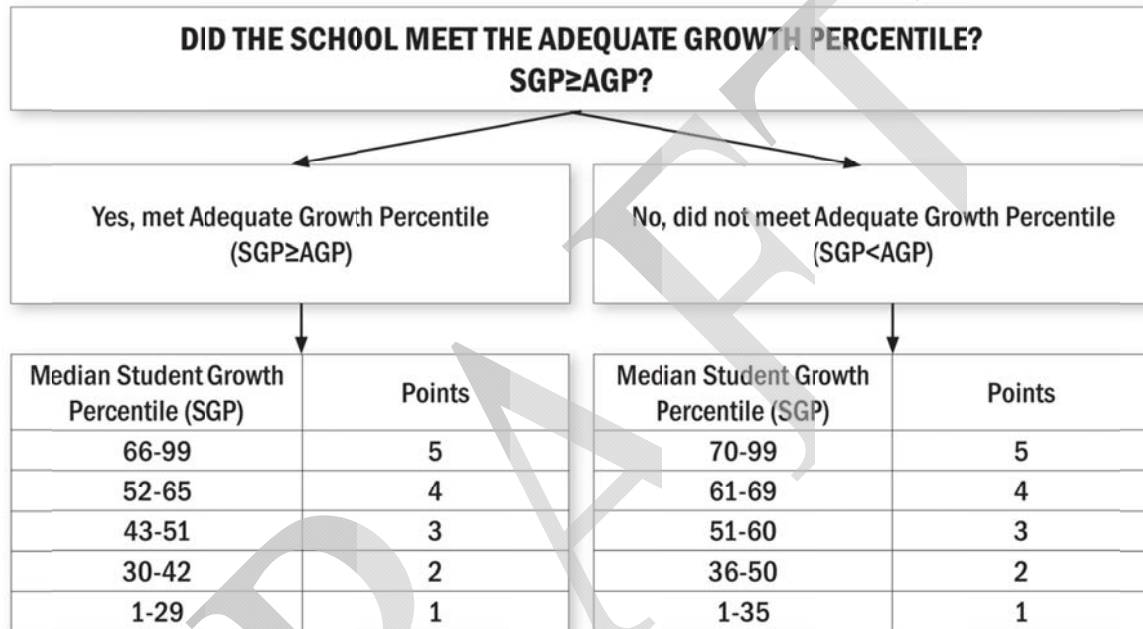 DID THE SCHOOL MEET THE ADEQUATE GROWTH PERCENTILE?
SGP≥AGP?
Yes, met Adequate Growth Percentile
(SGP≥AGP)
No, did not meet Adequate Growth Percentile
(SGP<AGP)
Median Student Growth
Percentile (SGP)
Points
66-99 5
52-65 4
43-51 3
30-42 2
1-29 1
Median Student Growth
Percentile (SGP)
Points
70-99 5
61-69 4
51-60 3
36-50 2
1-35 1
DRAFT